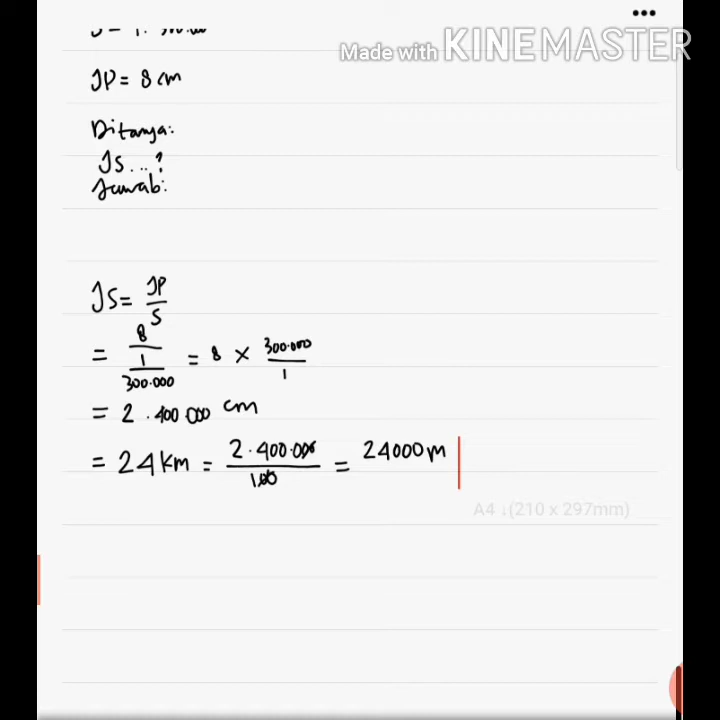 Made with KINEMASTER
JP = 8 cm
Ditanya:
JS...?
Jawab:
JS = JP/S
= 8/(1/300.000) = 8 × 300.000/1
= 2.400.000 cm
= 24 km = 2.400.000/100 = 24000 m
A4 ↓(210 x 297mm)